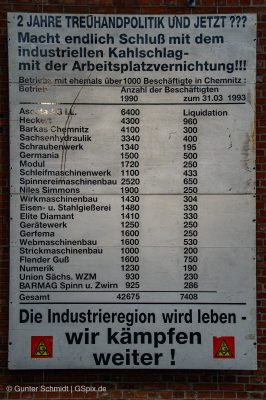 2 JAHRE TREUHANDPOLITIK UND JETZT ???
Macht endlich Schluß mit dem
industriellen Kahlschlag-
mit der Arbeitsplatzvernichtung!!!
Betriebe mit ehemals über 1000 Beschäftigte in Chemnitz :
Betrieb Anzahl der Beschäftigten
1990 zum 31.03 1993
AG i.L. 6400 Liquidation
Heckert 4300 960
Barkas Chemnitz 4100 300
Sachsenhydraulik 3340 400
Schraubenwerk 1340 195
Germania 1500 500
Modul 1720 250
Schleifmaschinenwerk 1100 433
Spinnereimaschinenbau 2520 650
Niles Simmons 1900 250
Wirkmaschinenbau 1430 304
Eisen- u. Stahlgießerei 1480 330
Elite Diamant 1410 330
Gerätewerk 1250 250
Gerfema 1600 250
Webmaschinenbau 1600 530
Strickmaschinenbau 1000 200
Flender Guß 1600 750
Numerik 1230 190
Union Sächs. WZM 930 230
BARMAG Spinn u. Zwirn 925 286
Gesamt 42675 7408
Die Industrieregion wird leben -
wir kämpfen
weiter !
© Gunter Schmidt | GSpix.de